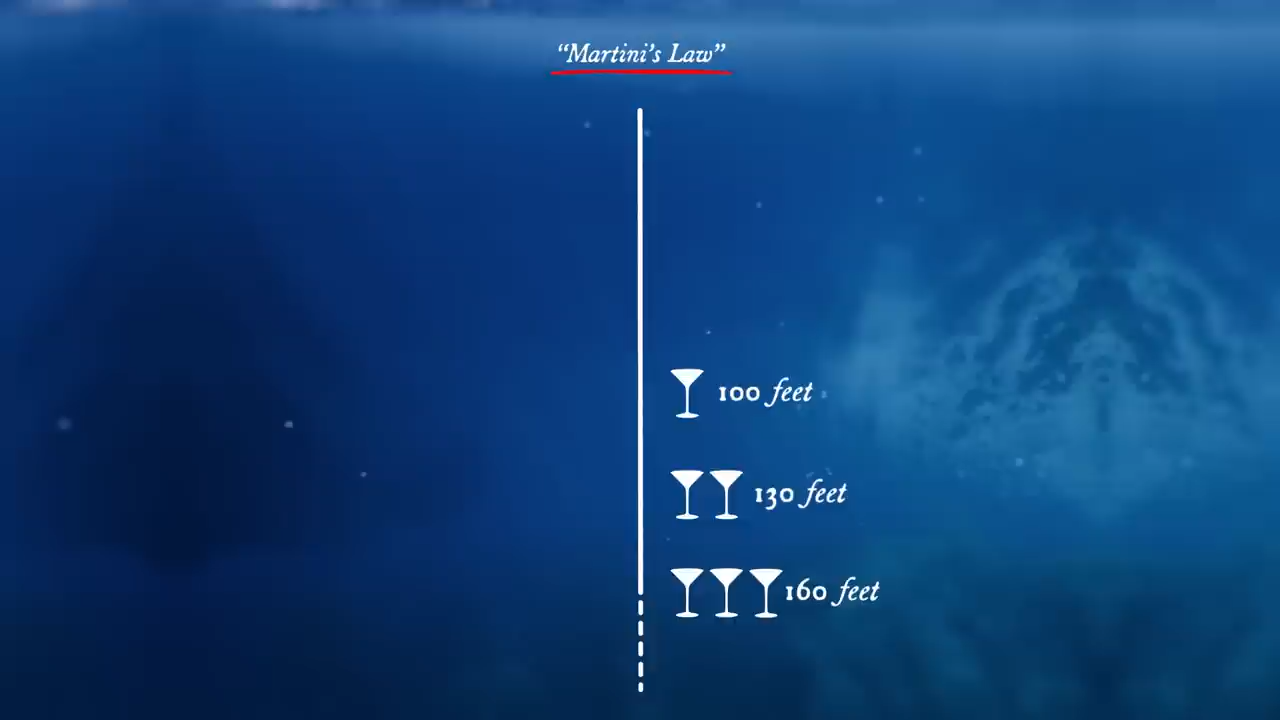 “Martini’s Law”
100 feet
130 feet
160 feet